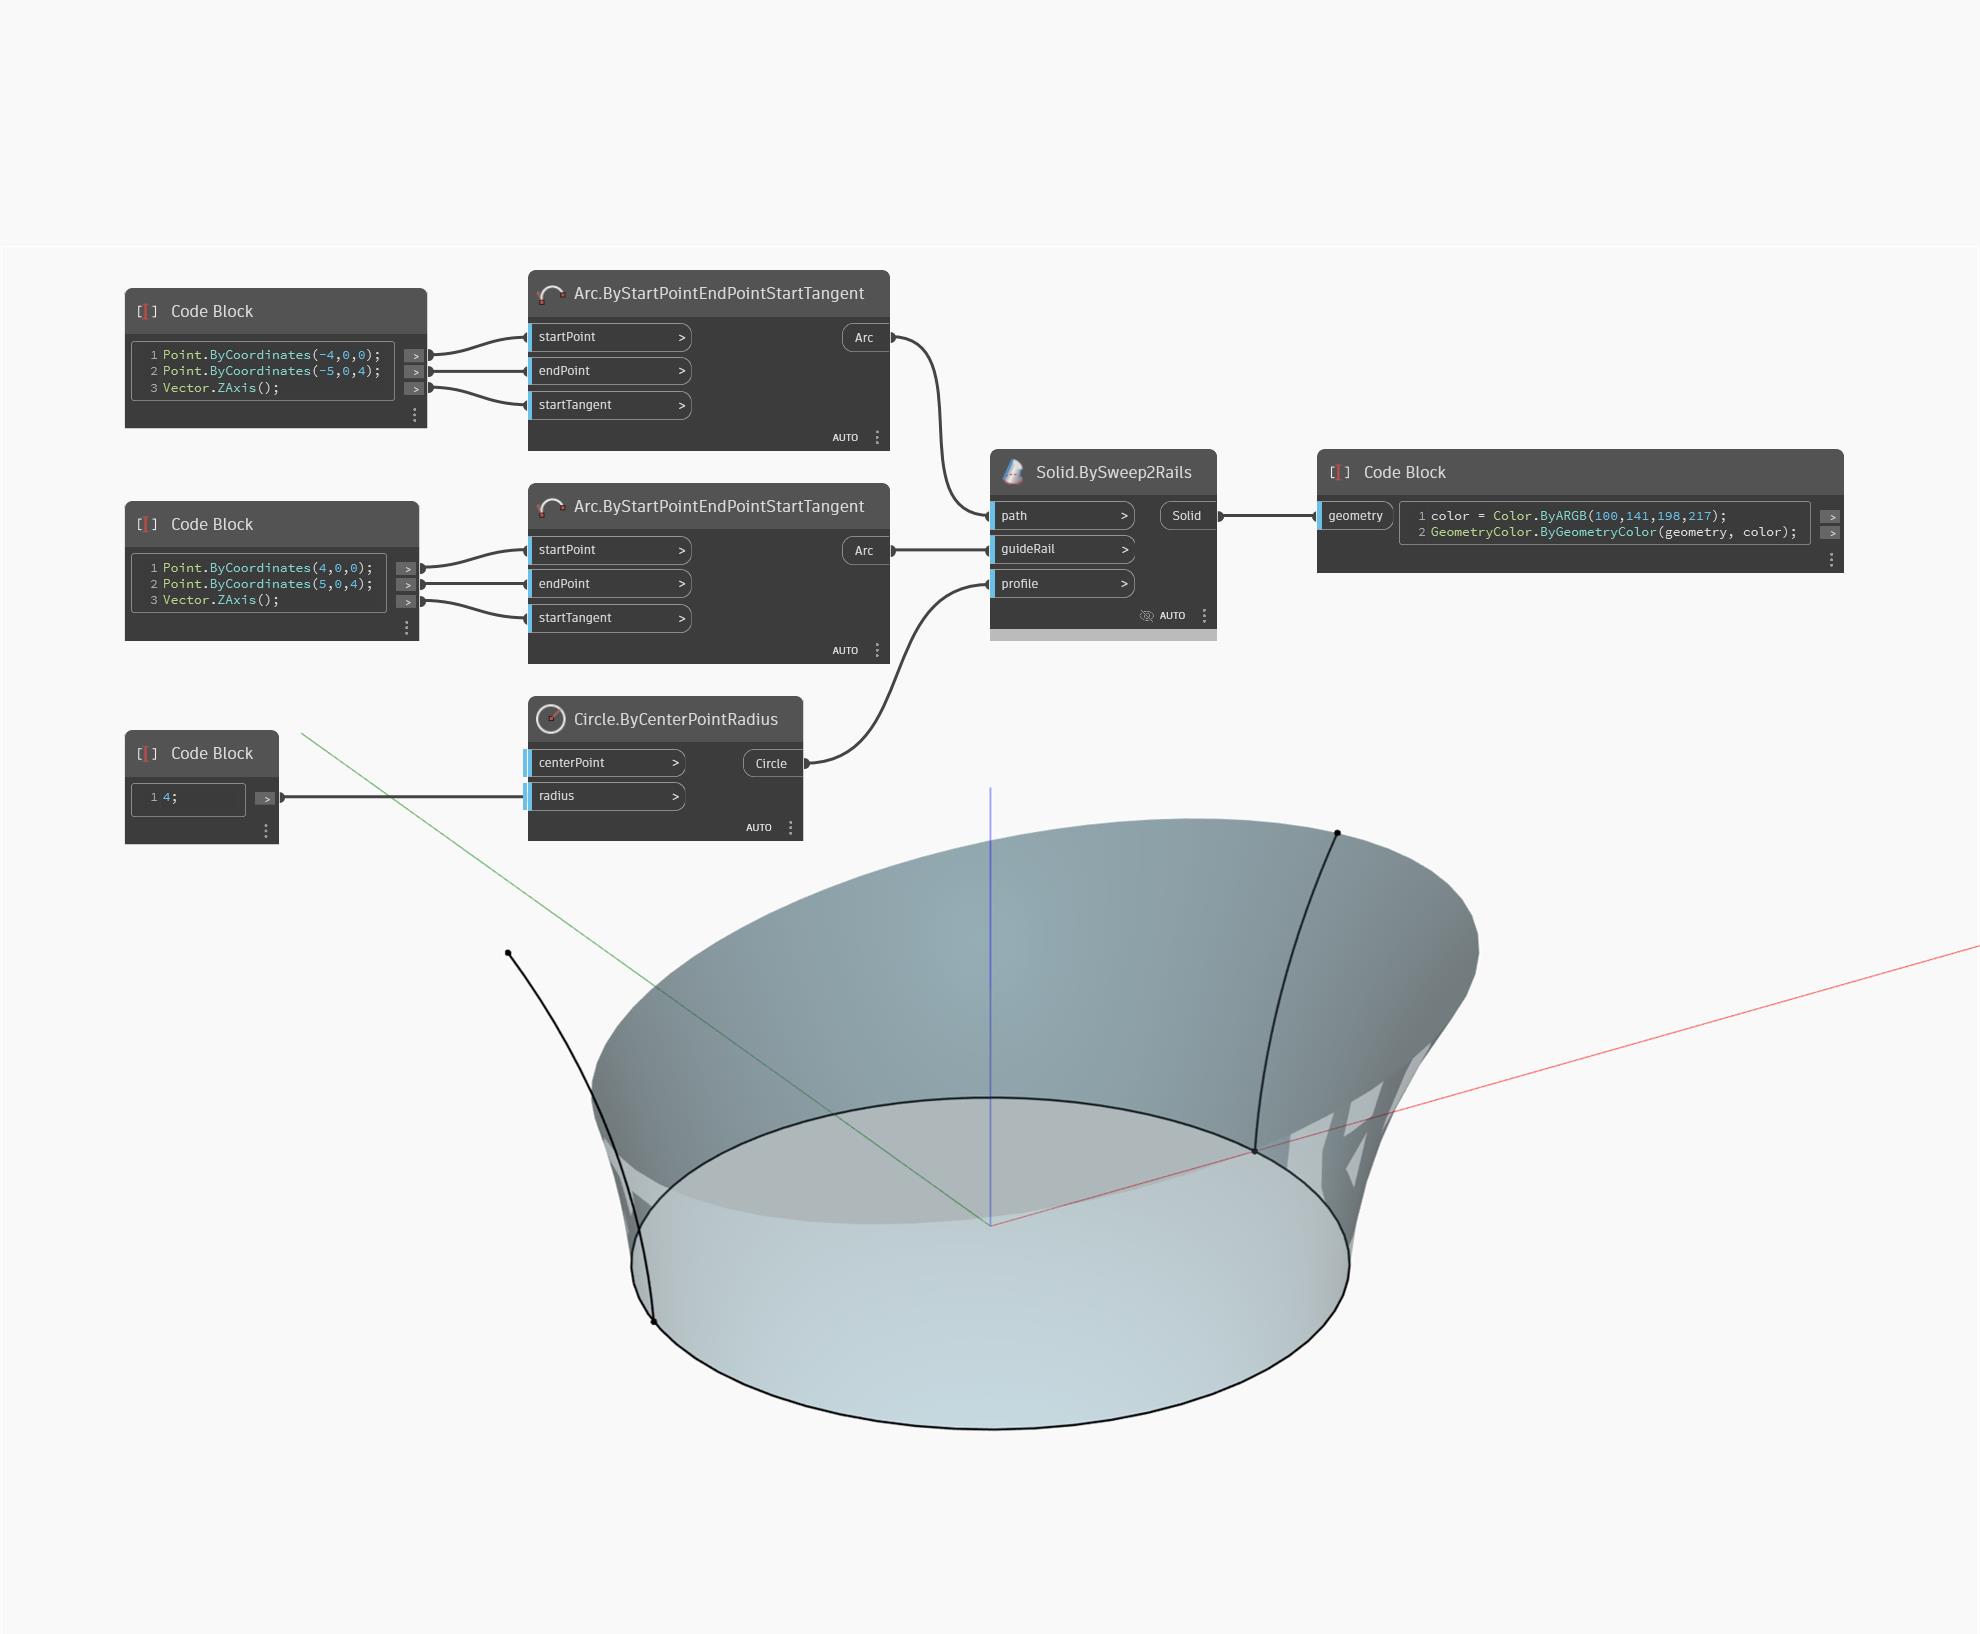 Code Block
1 Point.ByCoordinates(-4,0,0); >
2 Point.ByCoordinates(-5,0,4); >
3 Vector.ZAxis(); >
Arc.ByStartPointEndPointStartTangent
startPoint > Arc
endPoint >
startTangent >
AUTO
Code Block
1 Point.ByCoordinates(4,0,0); >
2 Point.ByCoordinates(5,0,4); >
3 Vector.ZAxis(); >
Arc.ByStartPointEndPointStartTangent
startPoint > Arc
endPoint >
startTangent >
AUTO
Code Block
1 4; >
Circle.ByCenterPointRadius
centerPoint > Circle
radius >
AUTO
Solid.BySweep2Rails
path > Solid
guideRail >
profile >
AUTO
Code Block
geometry
1 color = Color.ByARGB(100,141,198,217); >
2 GeometryColor.ByGeometryColor(geometry, color); >